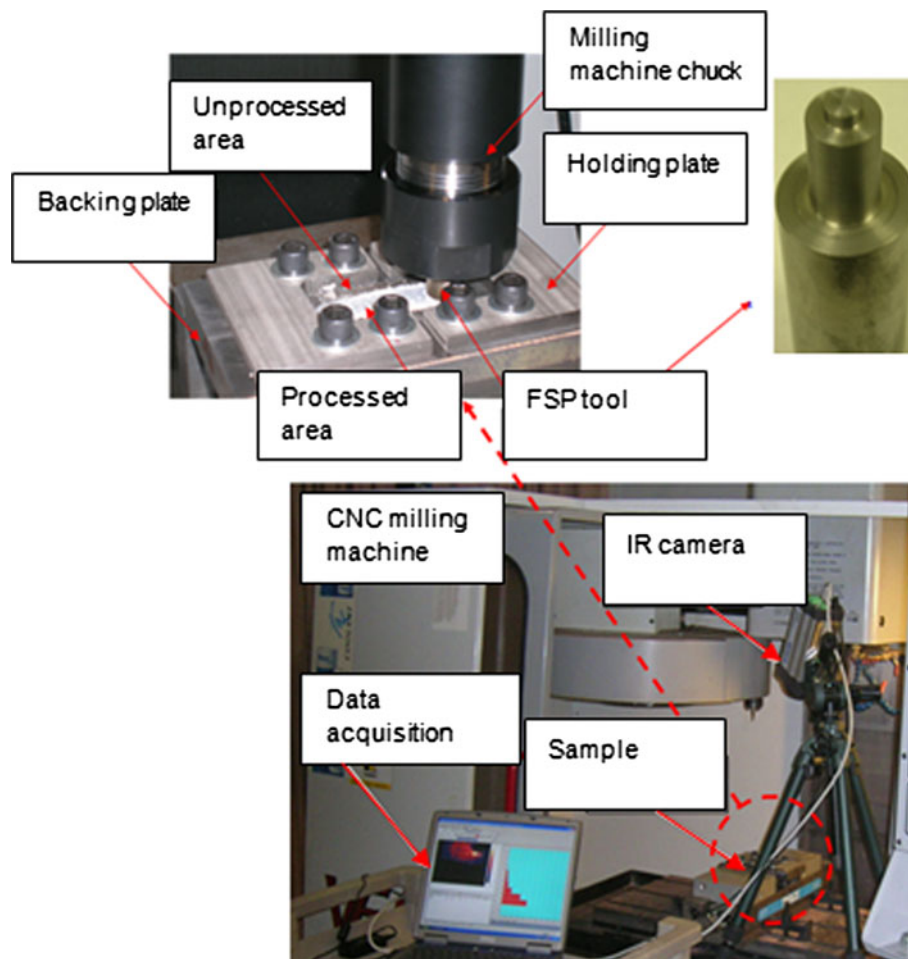 Milling
machine chuck
Unprocessed
area
Holding plate
Backing plate
Processed
area
FSP tool
CNC milling
machine
IR camera
Data
acquisition
Sample